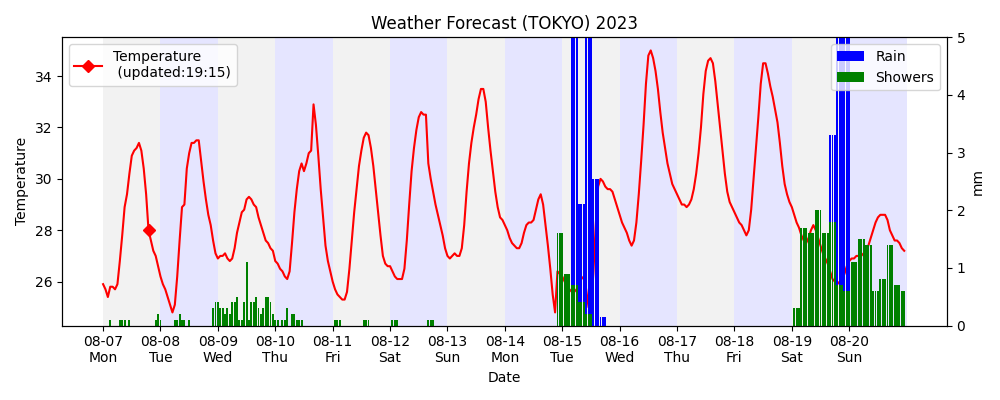 Weather Forecast (TOKYO) 2023
Temperature
(updated:19:15)
Rain
Showers
Temperature
34
32
30
28
26
5
4
3
2
1
0
mm
08-07 08-08 08-09 08-10 08-11 08-12 08-13 08-14 08-15 08-16 08-17 08-18 08-19 08-20
Mon Tue Wed Thu Fri Sat Sun Mon Tue Wed Thu Fri Sat Sun
Date